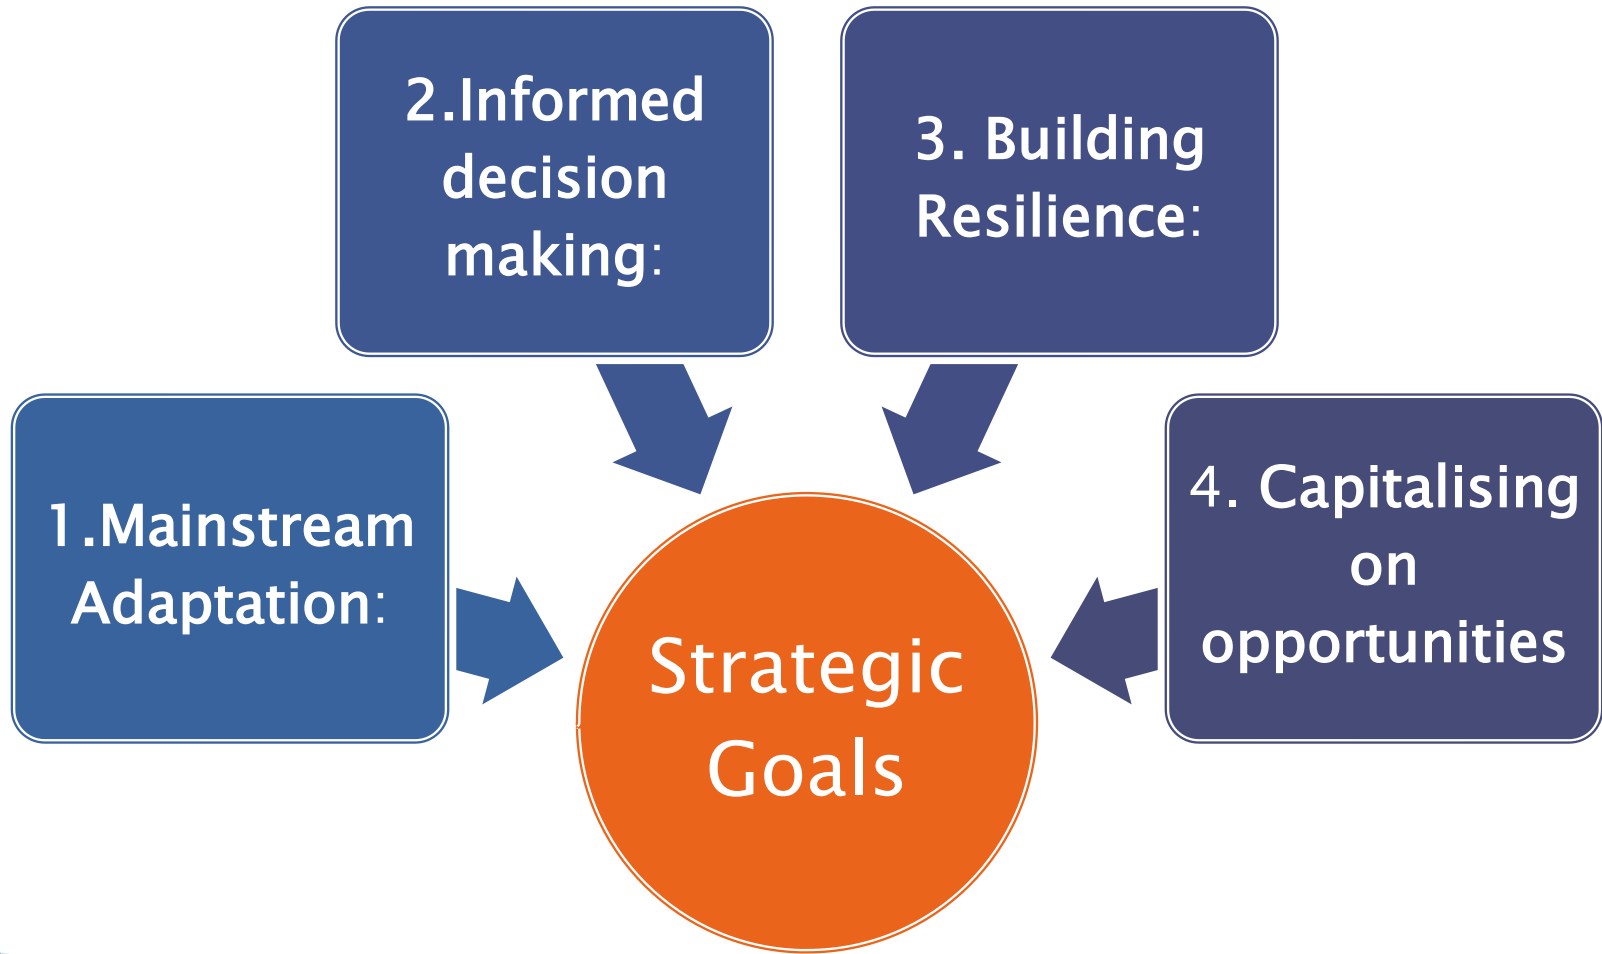 1.Mainstream
Adaptation:
2.Informed
decision
making:
3. Building
Resilience:
4. Capitalising
on
opportunities
Strategic
Goals